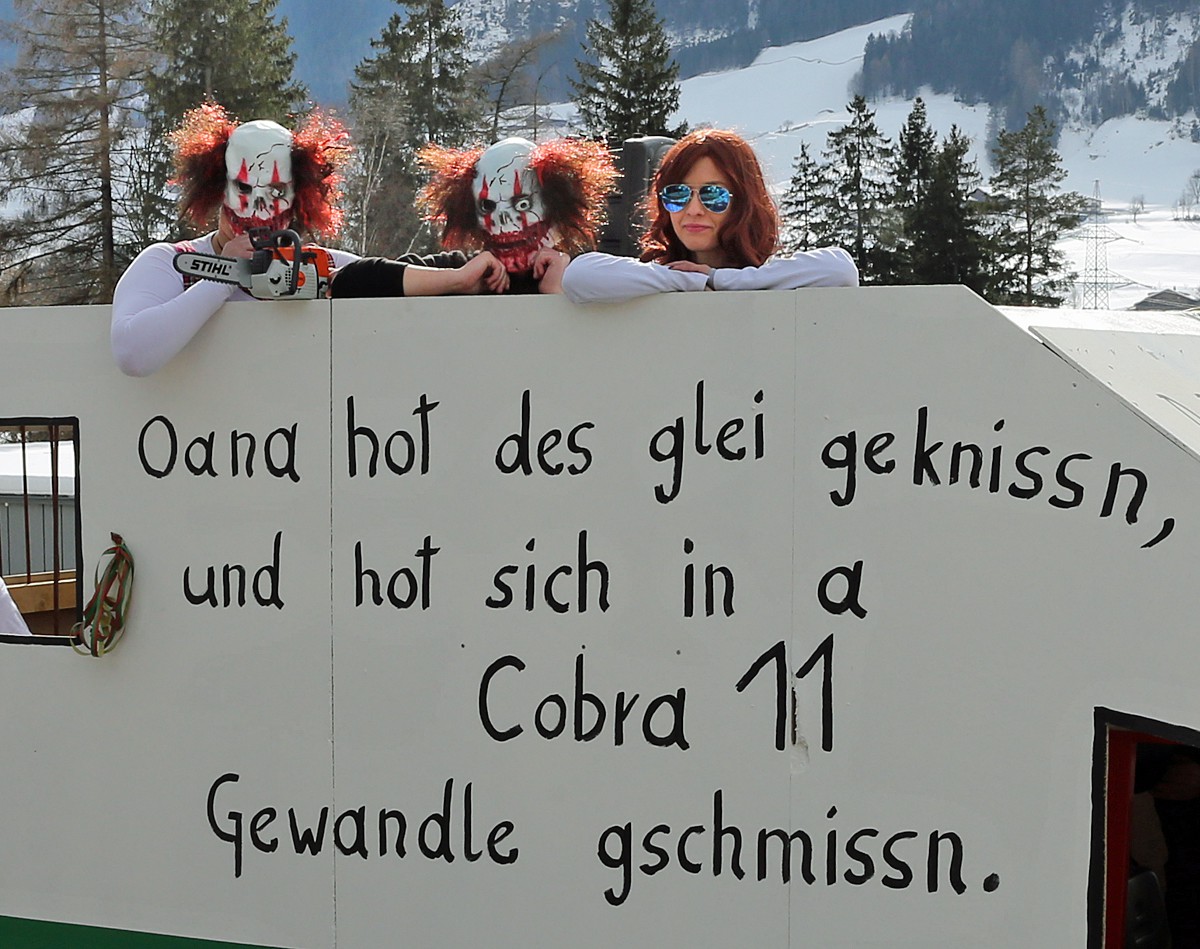 STIHL
Oana hot des glei geknissn,
und hot sich in a
Cobra 11
Gewandle gschmissn.